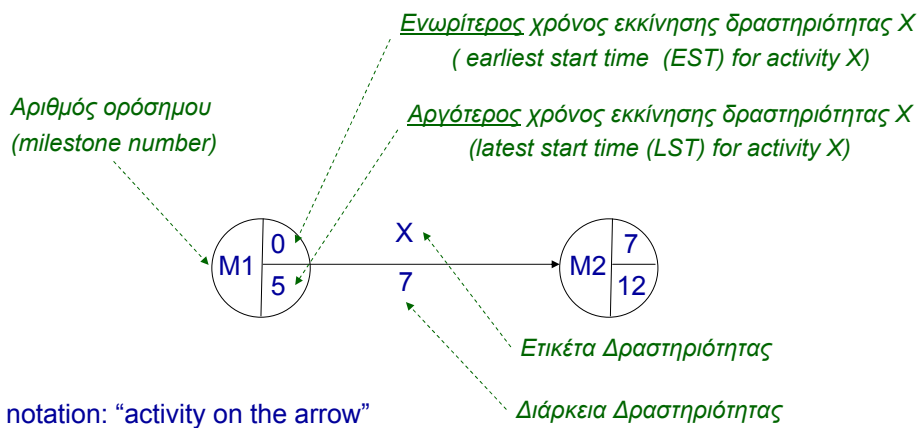 Ενωρίτερος χρόνος εκκίνησης δραστηριότητας X
( earliest start time (EST) for activity X)
Αριθμός ορόσημου
(milestone number)
Αργότερος χρόνος εκκίνησης δραστηριότητας X
(latest start time (LST) for activity X)
M1
0
5
X
7
M2
7
12
Ετικέτα Δραστηριότητας
Διάρκεια Δραστηριότητας
notation: “activity on the arrow”